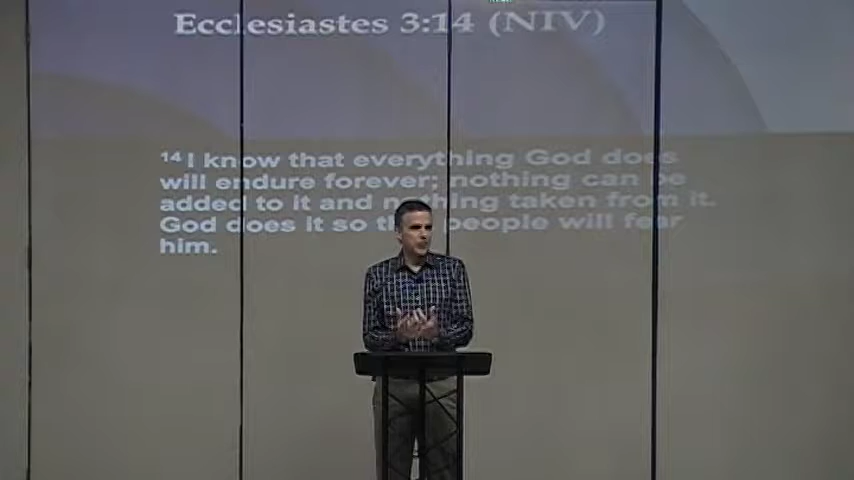 Ecclesiastes 3:14 (NIV)
14 I know that everything God does
will endure forever; nothing can be
added to it and nothing taken from it.
God does it so that people will fear
him.